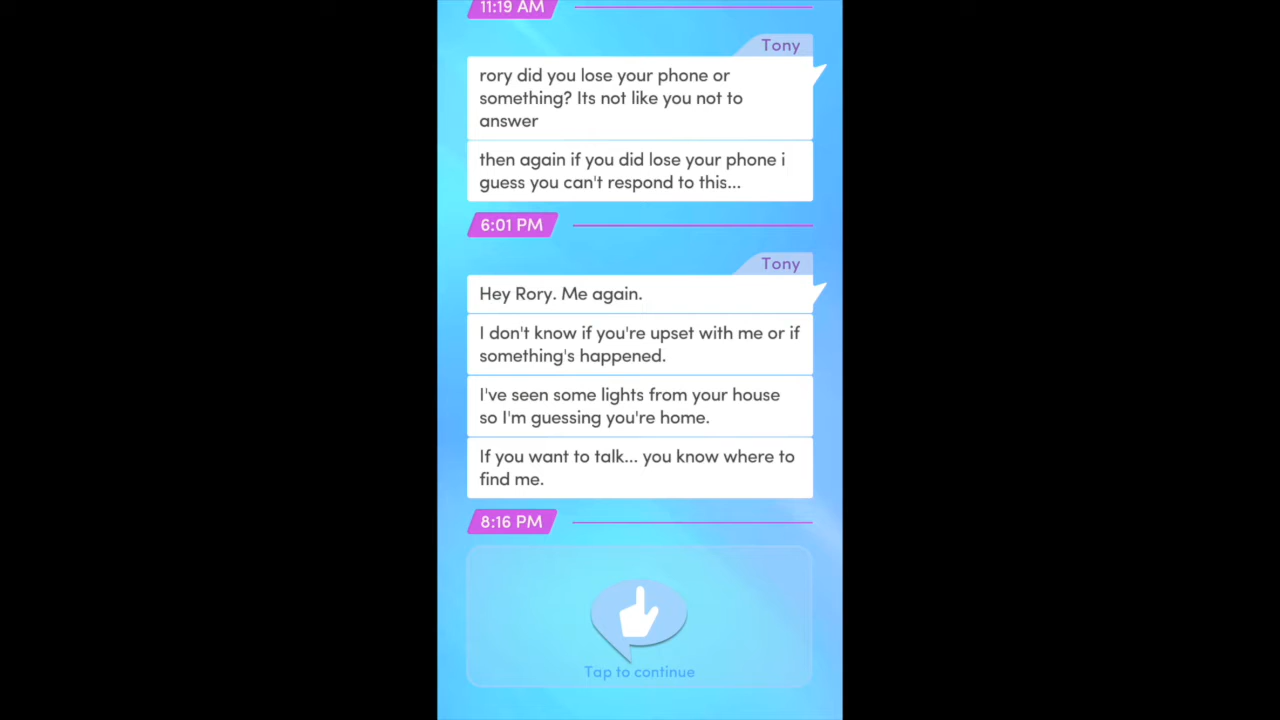 11:19 AM
Tony
rory did you lose your phone or
something? Its not like you not to
answer
then again if you did lose your phone i
guess you can't respond to this...
6:01 PM
Tony
Hey Rory. Me again.
I don't know if you're upset with me or if
something's happened.
I've seen some lights from your house
so I'm guessing you're home.
If you want to talk... you know where to
find me.
8:16 PM
Tap to continue